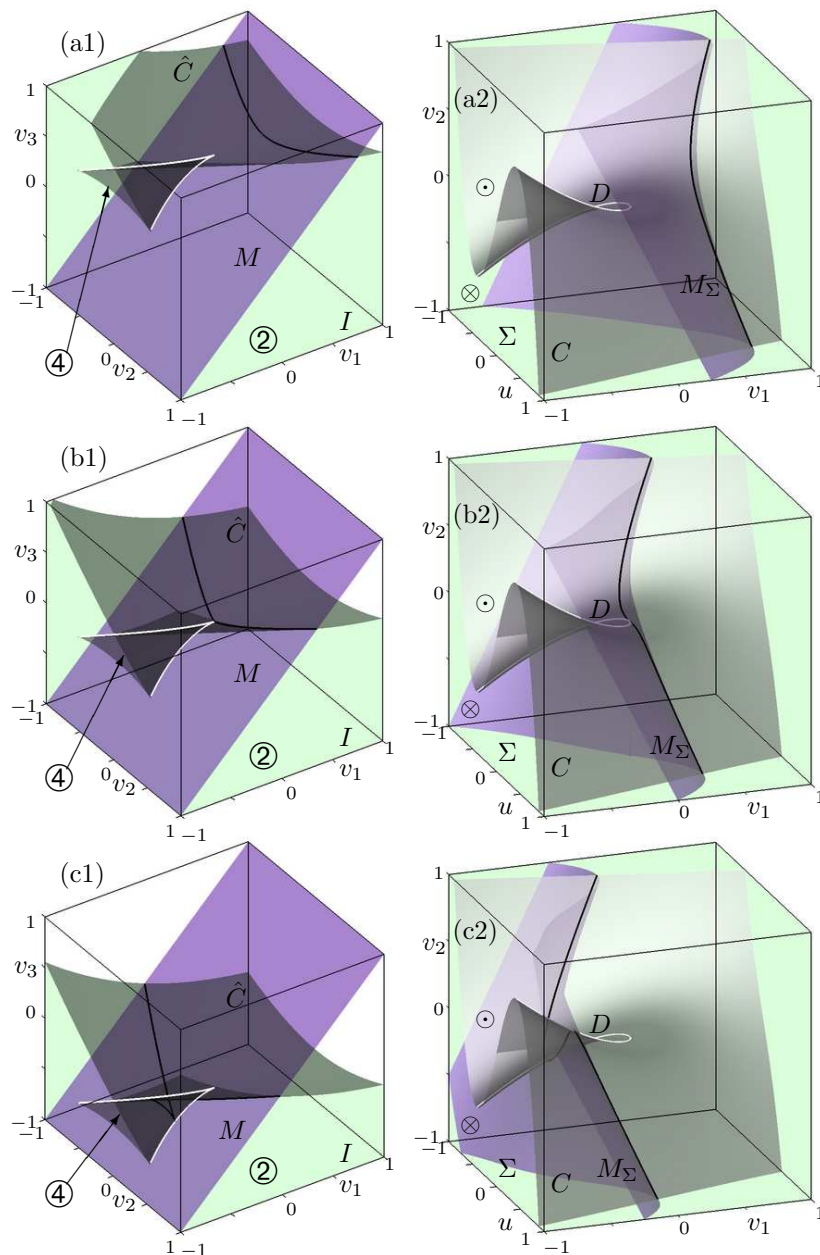 (a1)
Ĉ
1
v₃
0
−1
−1
④
0
v₂
1
−1
M
②
I
0
v₁
1
(a2)
1
v₂
0
−1
−1
⊙
⊗
D
Σ
C
0
u
1
−1
M_Σ
0
v₁
1
(b1)
Ĉ
1
v₃
0
−1
−1
④
0
v₂
1
−1
M
②
I
0
v₁
1
(b2)
1
v₂
0
−1
−1
⊙
⊗
D
Σ
C
0
u
1
−1
M_Σ
0
v₁
1
(c1)
Ĉ
1
v₃
0
−1
−1
④
0
v₂
1
−1
M
②
I
0
v₁
1
(c2)
1
v₂
0
−1
−1
⊙
⊗
D
Σ
C
0
u
1
−1
M_Σ
0
v₁
1